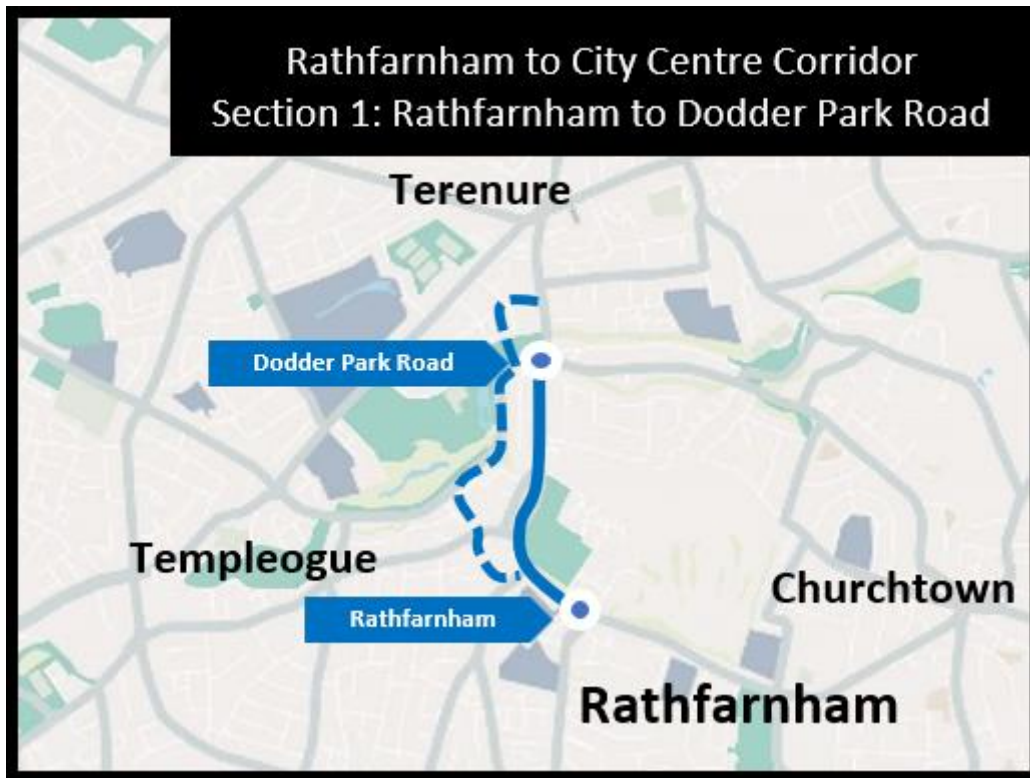 Rathfarnham to City Centre Corridor
Section 1: Rathfarnham to Dodder Park Road
Terenure
Dodder Park Road
Templeogue
Churchtown
Rathfarnham
Rathfarnham